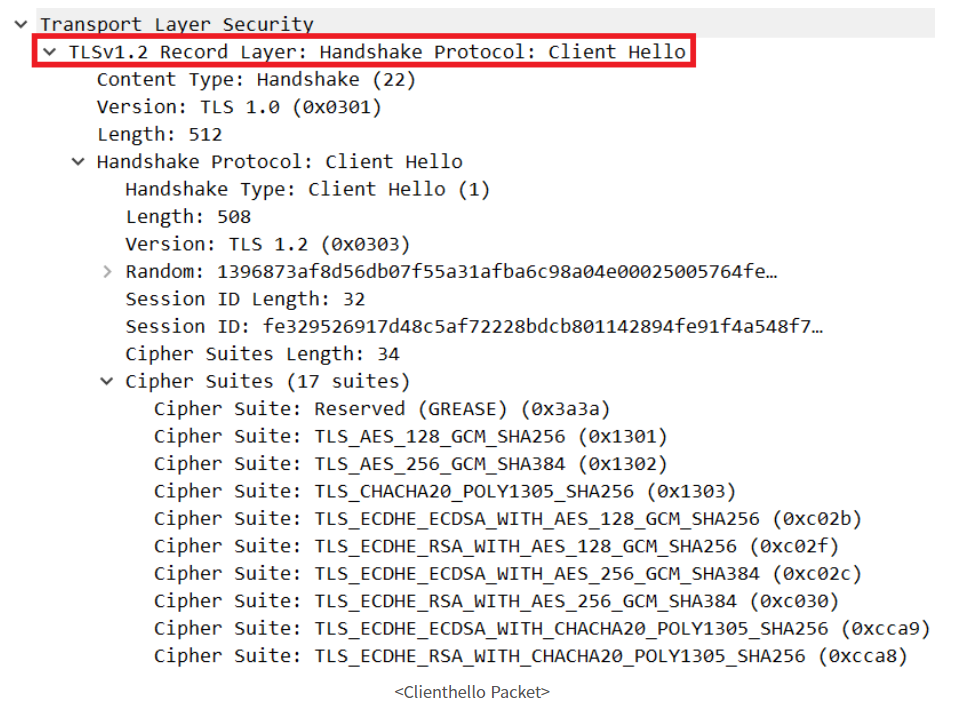 Transport Layer Security
TLSv1.2 Record Layer: Handshake Protocol: Client Hello
Content Type: Handshake (22)
Version: TLS 1.0 (0x0301)
Length: 512
Handshake Protocol: Client Hello
Handshake Type: Client Hello (1)
Length: 508
Version: TLS 1.2 (0x0303)
Random: 1396873af8d56db07f55a31afba6c98a04e00025005764fe…
Session ID Length: 32
Session ID: fe329526917d48c5af72228bdcb801142894fe91f4a548f7…
Cipher Suites Length: 34
Cipher Suites (17 suites)
Cipher Suite: Reserved (GREASE) (0x3a3a)
Cipher Suite: TLS_AES_128_GCM_SHA256 (0x1301)
Cipher Suite: TLS_AES_256_GCM_SHA384 (0x1302)
Cipher Suite: TLS_CHACHA20_POLY1305_SHA256 (0x1303)
Cipher Suite: TLS_ECDHE_ECDSA_WITH_AES_128_GCM_SHA256 (0xc02b)
Cipher Suite: TLS_ECDHE_RSA_WITH_AES_128_GCM_SHA256 (0xc02f)
Cipher Suite: TLS_ECDHE_ECDSA_WITH_AES_256_GCM_SHA384 (0xc02c)
Cipher Suite: TLS_ECDHE_RSA_WITH_AES_256_GCM_SHA384 (0xc030)
Cipher Suite: TLS_ECDHE_ECDSA_WITH_CHACHA20_POLY1305_SHA256 (0xcca9)
Cipher Suite: TLS_ECDHE_RSA_WITH_CHACHA20_POLY1305_SHA256 (0xcca8)
<Clienthello Packet>